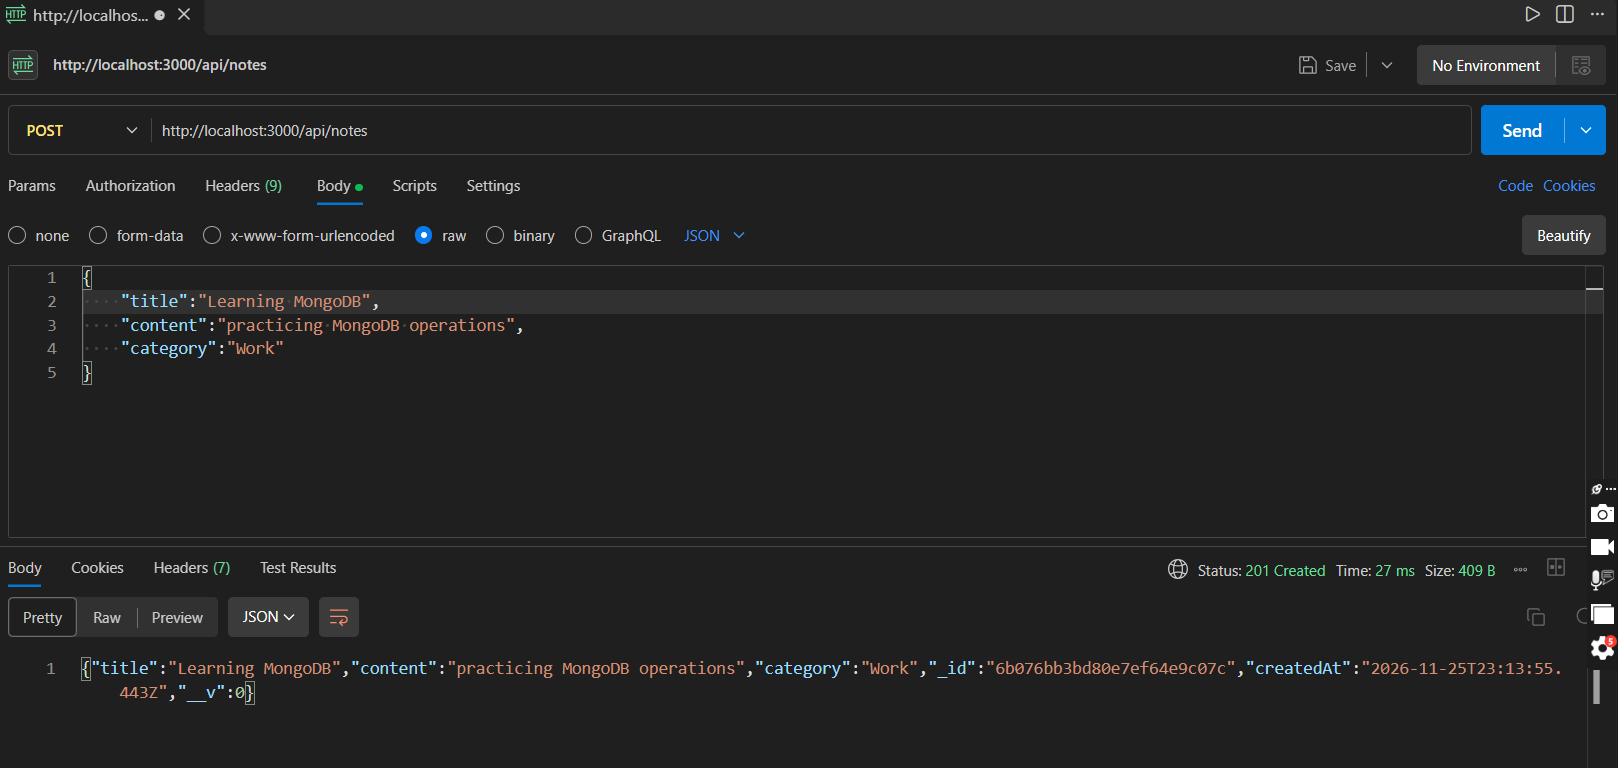 HTTP http://localhos...
HTTP http://localhost:3000/api/notes Save No Environment
POST http://localhost:3000/api/notes Send
Params Authorization Headers (9) Body Scripts Settings Code Cookies
none form-data x-www-form-urlencoded raw binary GraphQL JSON Beautify
1 {
2 "title":"Learning MongoDB",
3 "content":"practicing MongoDB operations",
4 "category":"Work"
5 }
Body Cookies Headers (7) Test Results Status: 201 Created Time: 27 ms Size: 409 B
Pretty Raw Preview JSON
5
1 {"title":"Learning MongoDB","content":"practicing MongoDB operations","category":"Work","_id":"6b076bb3bd80e7ef64e9c07c","createdAt":"2026-11-25T23:13:55.
443Z","__v":0}